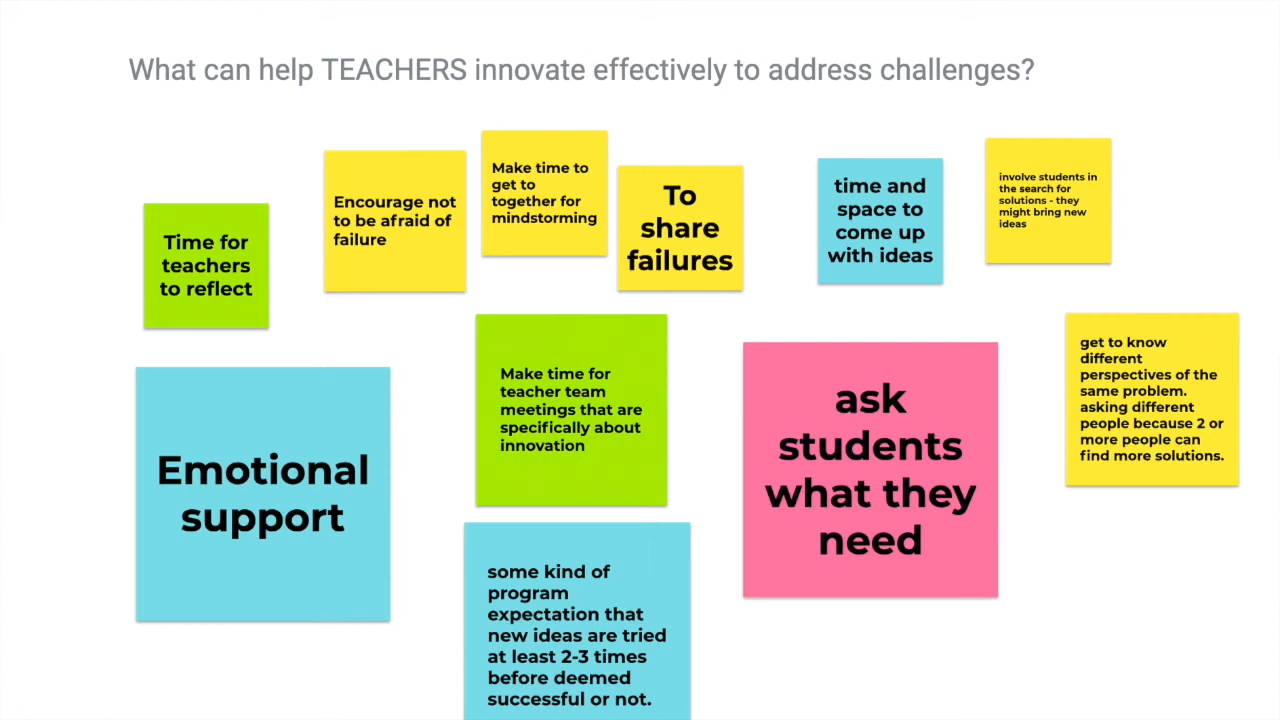 What can help TEACHERS innovate effectively to address challenges?
Time for
teachers
to reflect
Encourage not
to be afraid of
failure
Make time to
get to
together for
mindstorming
To
share
failures
time and
space to
come up
with ideas
involve students in
the search for
solutions - they
might bring new
ideas
Emotional
support
Make time for
teacher team
meetings that are
specifically about
innovation
ask
students
what they
need
get to know
different
perspectives of the
same problem.
asking different
people because 2 or
more people can
find more solutions.
some kind of
program
expectation that
new ideas are tried
at least 2-3 times
before deemed
successful or not.